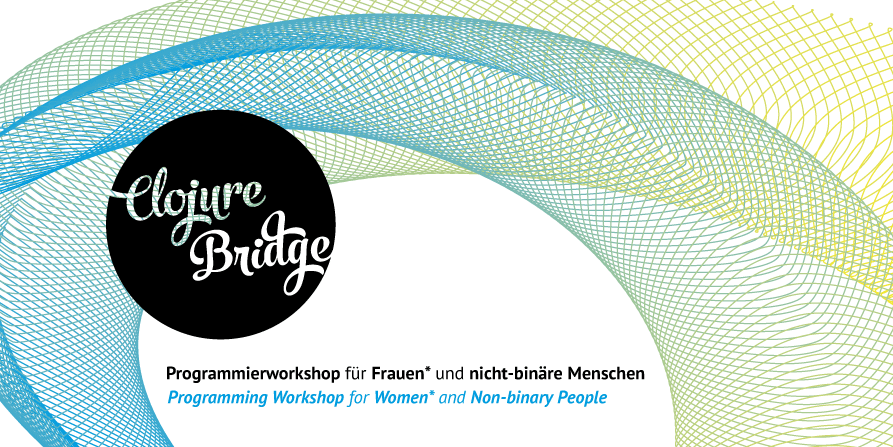 Clojure
Bridge
Programmierworkshop für Frauen* und nicht-binäre Menschen
Programming Workshop for Women* and Non-binary People